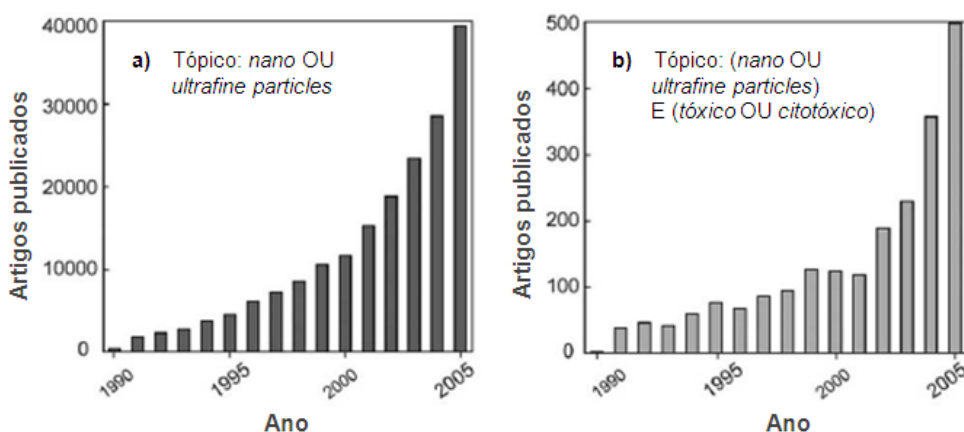 a) Tópico: nano OU
ultrafine particles
Artigos publicados
40000
30000
20000
10000
0
1990
1995
2000
2005
Ano
b) Tópico: (nano OU
ultrafine particles)
E (tóxico OU citotóxico)
Artigos publicados
500
400
300
200
100
0
1990
1995
2000
2005
Ano